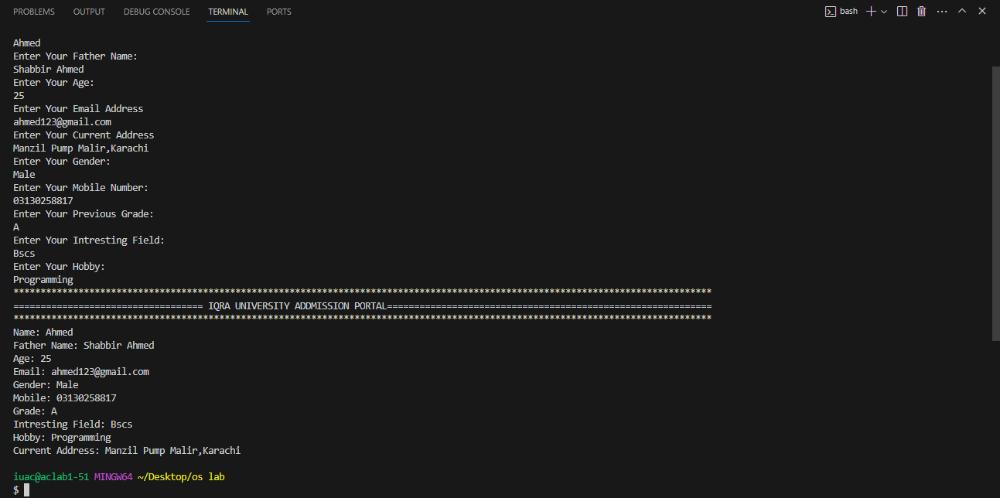 PROBLEMS OUTPUT DEBUG CONSOLE TERMINAL PORTS bash
Ahmed
Enter Your Father Name:
Shabbir Ahmed
Enter Your Age:
25
Enter Your Email Address
ahmed123@gmail.com
Enter Your Current Address
Manzil Pump Malir,Karachi
Enter Your Gender:
Male
Enter Your Mobile Number:
03130258817
Enter Your Previous Grade:
A
Enter Your Intresting Field:
Bscs
Enter Your Hobby:
Programming
*********************************************************************************************************************************
=================================== IQRA UNIVERSITY ADDMISSION PORTAL============================================================
*********************************************************************************************************************************
Name: Ahmed
Father Name: Shabbir Ahmed
Age: 25
Email: ahmed123@gmail.com
Gender: Male
Mobile: 03130258817
Grade: A
Intresting Field: Bscs
Hobby: Programming
Current Address: Manzil Pump Malir,Karachi
iuac@aclab1-51 MINGW64 ~/Desktop/os lab
$